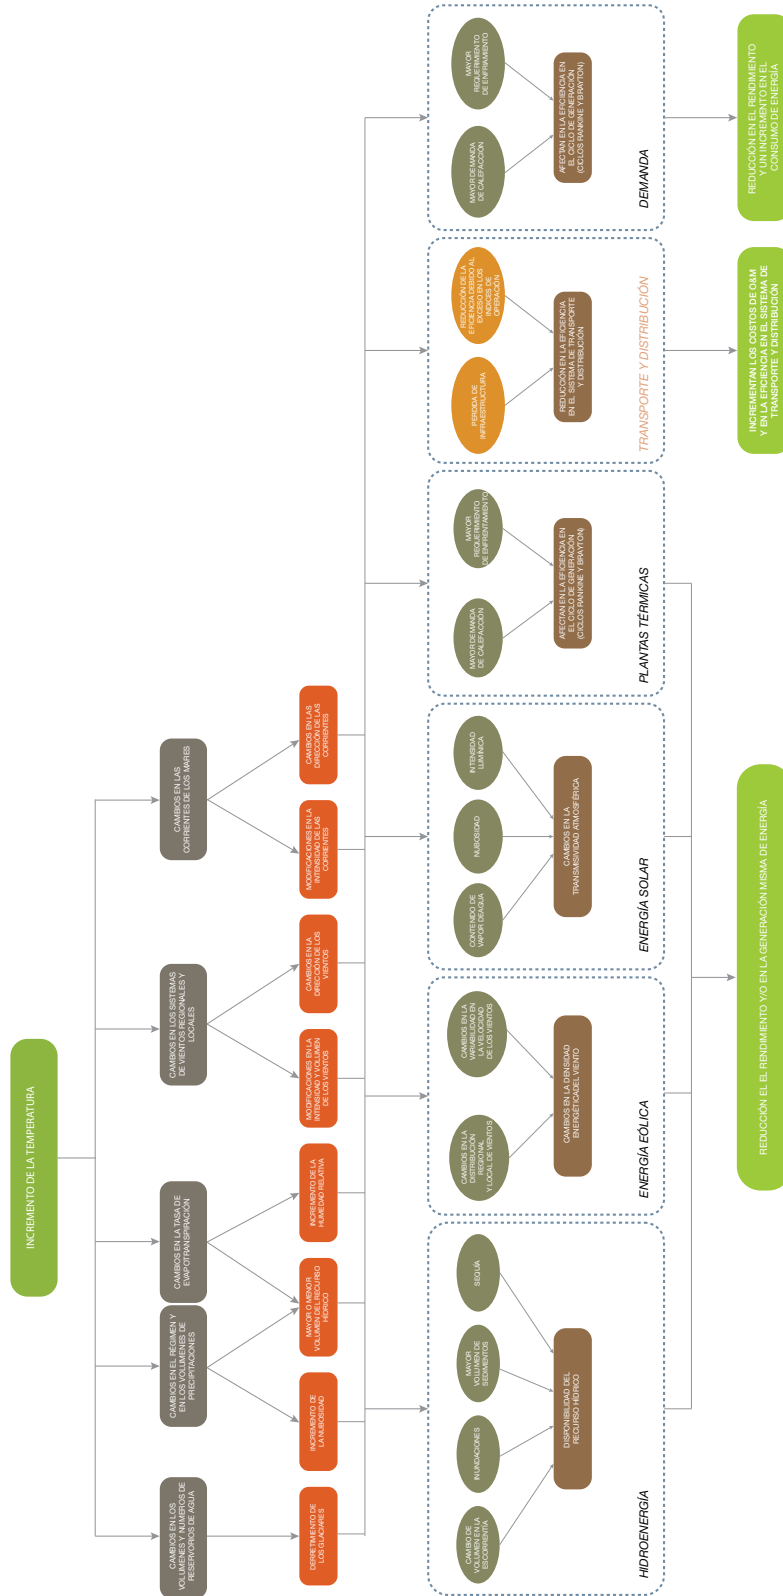 INCREMENTO DE LA TEMPERATURA
CAMBIOS EN LOS
VOLUMENES Y NUMEROS DE
RESERVORIOS DE AGUA
CAMBIOS EN EL RÉGIMEN Y
EN LOS VOLUMENES DE
PRECIPITACIONES
CAMBIOS EN LA TASA DE
EVAPOTRANSPIRACIÓN
CAMBIOS EN LOS SISTEMAS
DE VIENTOS REGIONALES Y
LOCALES
CAMBIOS EN LAS
CORRIENTES DE LOS MARES
DERRETIMIENTO DE
LOS GLACIARES
INCREMENTO DE
LA NUBOSIDAD
MAYOR O MENOR
VOLUMEN DEL RECURSO
HÍDRICO
INCREMENTO DE LA
HUMEDAD RELATIVA
MODIFICACIONES EN LA
INTENSIDAD Y VOLUMEN
DE LOS VIENTOS
CAMBIOS EN LA
DIRECCIÓN DE LOS
VIENTOS
MODIFICACIONES EN LA
INTENSIDAD DE LAS
CORRIENTES
CAMBIOS EN LAS
DIRECCIÓN DE LAS
CORRIENTES
CAMBIO DE
VOLUMEN EN LA
ESCORRENTÍA
INUNDACIONES
MAYOR
VOLUMEN DE
SEDIMENTOS
SEQUÍA
DISPONIBILIDAD DEL
RECURSO HÍDRICO
HIDROENERGÍA
CAMBIOS EN LA
DISTRIBUCIÓN
REGIONAL
Y LOCAL DE VIENTOS
CAMBIOS EN LA
VARIABILIDAD EN
LA VELOCIDAD
DE LOS VIENTOS
CAMBIOS EN LA DENSIDAD
ENERGÉTICADEL VIENTO
ENERGÍA EÓLICA
CONTENIDO DE
VAPOR DEAGUA
NUBOSIDAD
INTENSIDAD
LUMÍNICA
CAMBIOS EN LA
TRANSMISIVIDAD ATMOSFÉRICA
ENERGÍA SOLAR
MAYOR DEMANDA
DE CALEFACCIÓN
MAYOR
REQUERIMIENTO
DE ENFRENTAMIENTO
AFECTAN EN LA EFICIENCIA EN
EL CICLO DE GENERACIÓN
(CICLOS RANKINE Y BRAYTON)
PLANTAS TÉRMICAS
PERDIDA DE
INFRAESTRUCTURA
REDUCCIÓN DE LA
EFICIENCIA DEBIDO AL
EXCESO EN LOS
INDICES DE
OPERACIÓN
REDUCCIÓN EN LA EFICIENCIA
EN EL SISTEMA DE TRANSPORTE
Y DISTRIBUCIÓN
TRANSPORTE Y DISTRIBUCIÓN
MAYOR DEMANDA
DE CALEFACCIÓN
MAYOR
REQUERIMIENTO
DE ENFRIAMIENTO
AFECTAN EN LA EFICIENCIA EN
EL CICLO DE GENERACIÓN
(CICLOS RANKINE Y BRAYTON)
DEMANDA
REDUCCIÓN EL EL RENDIMIENTO Y/O EN LA GENERACIÓN MISMA DE ENERGÍA
INCREMENTAN LOS COSTOS DE O&M
Y EN LA EFICIENCIA EN EL SISTEMA DE
TRANSPORTE Y DISTRIBUCIÓN
REDUCCIÓN EN EL RENDIMIENTO
Y UN INCREMENTO EN EL
CONSUMO DE ENERGÍA